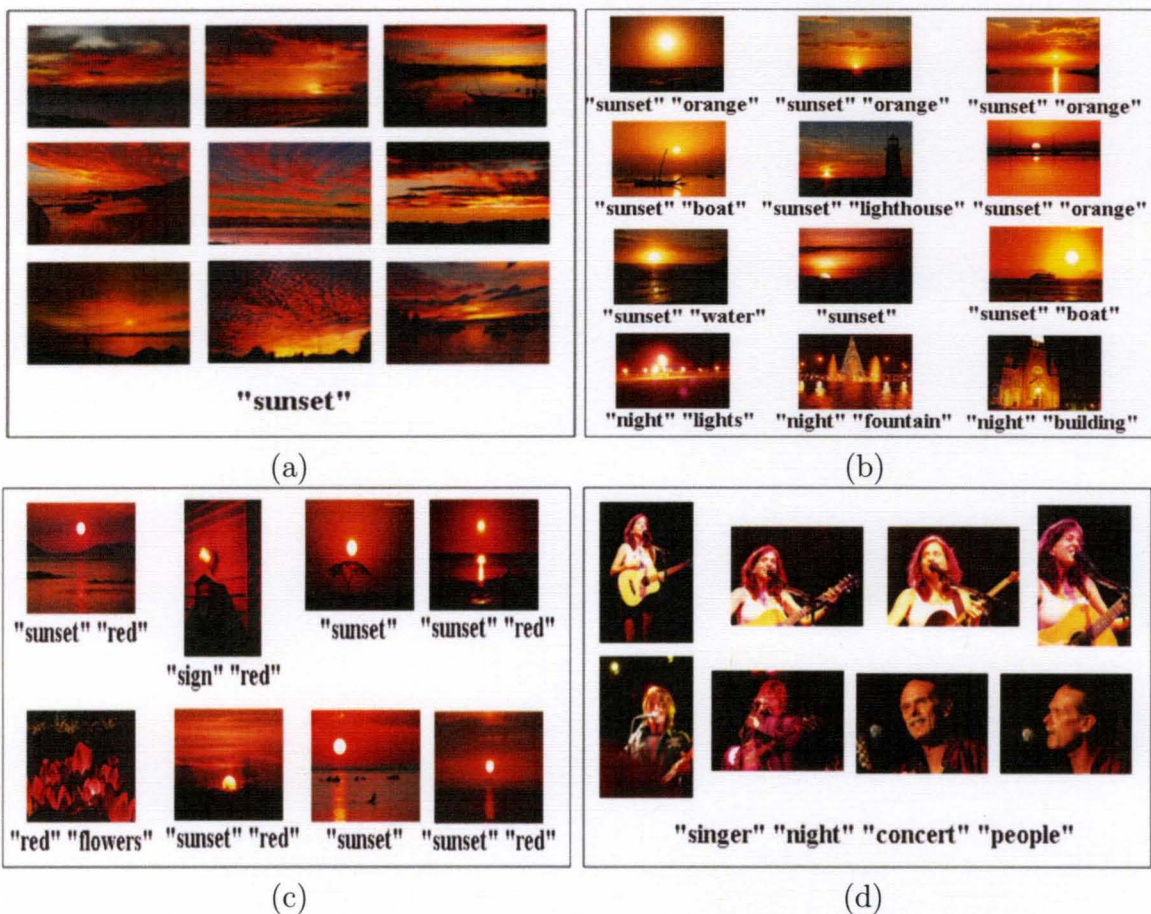 "sunset"
(a)
"sunset" "orange" "sunset" "orange" "sunset" "orange"
"sunset" "boat" "sunset" "lighthouse" "sunset" "orange"
"sunset" "water" "sunset" "sunset" "boat"
"night" "lights" "night" "fountain" "night" "building"
(b)
"sunset" "red" "sign" "red" "sunset" "sunset" "red"
"red" "flowers" "sunset" "red" "sunset" "sunset" "red"
(c)
"singer" "night" "concert" "people"
(d)